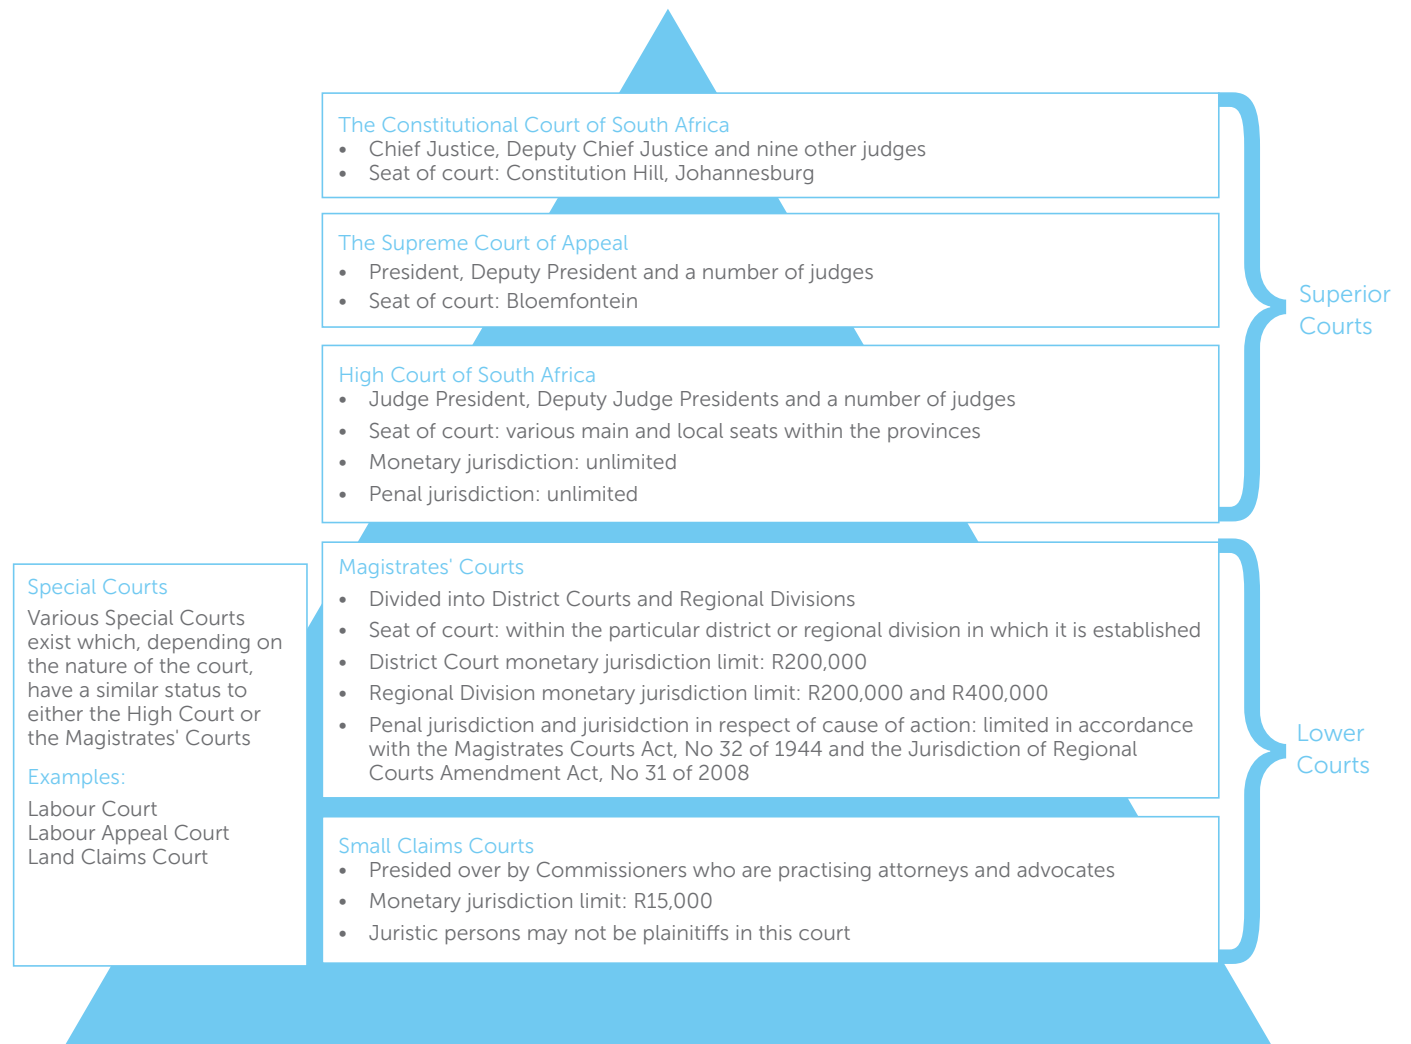 The Constitutional Court of South Africa
• Chief Justice, Deputy Chief Justice and nine other judges
• Seat of court: Constitution Hill, Johannesburg
The Supreme Court of Appeal
• President, Deputy President and a number of judges
• Seat of court: Bloemfontein
High Court of South Africa
• Judge President, Deputy Judge Presidents and a number of judges
• Seat of court: various main and local seats within the provinces
• Monetary jurisdiction: unlimited
• Penal jurisdiction: unlimited
Superior
Courts
Magistrates' Courts
• Divided into District Courts and Regional Divisions
• Seat of court: within the particular district or regional division in which it is established
• District Court monetary jurisdiction limit: R200,000
• Regional Division monetary jurisdiction limit: R200,000 and R400,000
• Penal jurisdiction and jurisidction in respect of cause of action: limited in accordance
with the Magistrates Courts Act, No 32 of 1944 and the Jurisdiction of Regional
Courts Amendment Act, No 31 of 2008
Small Claims Courts
• Presided over by Commissioners who are practising attorneys and advocates
• Monetary jurisdiction limit: R15,000
• Juristic persons may not be plainitiffs in this court
Lower
Courts
Special Courts
Various Special Courts
exist which, depending on
the nature of the court,
have a similar status to
either the High Court or
the Magistrates' Courts
Examples:
Labour Court
Labour Appeal Court
Land Claims Court